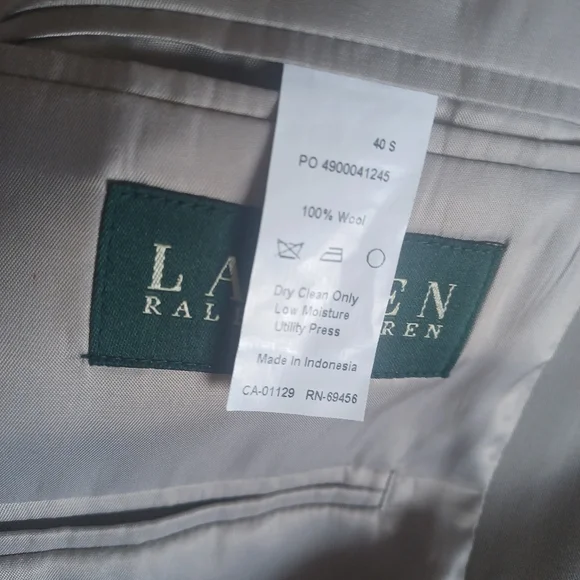 40 S
PO 4900041245
100% Wool
Dry Clean Only
Low Moisture
Utility Press
Made in Indonesia
CA-01129 RN-69456
LA EN
RAL REN